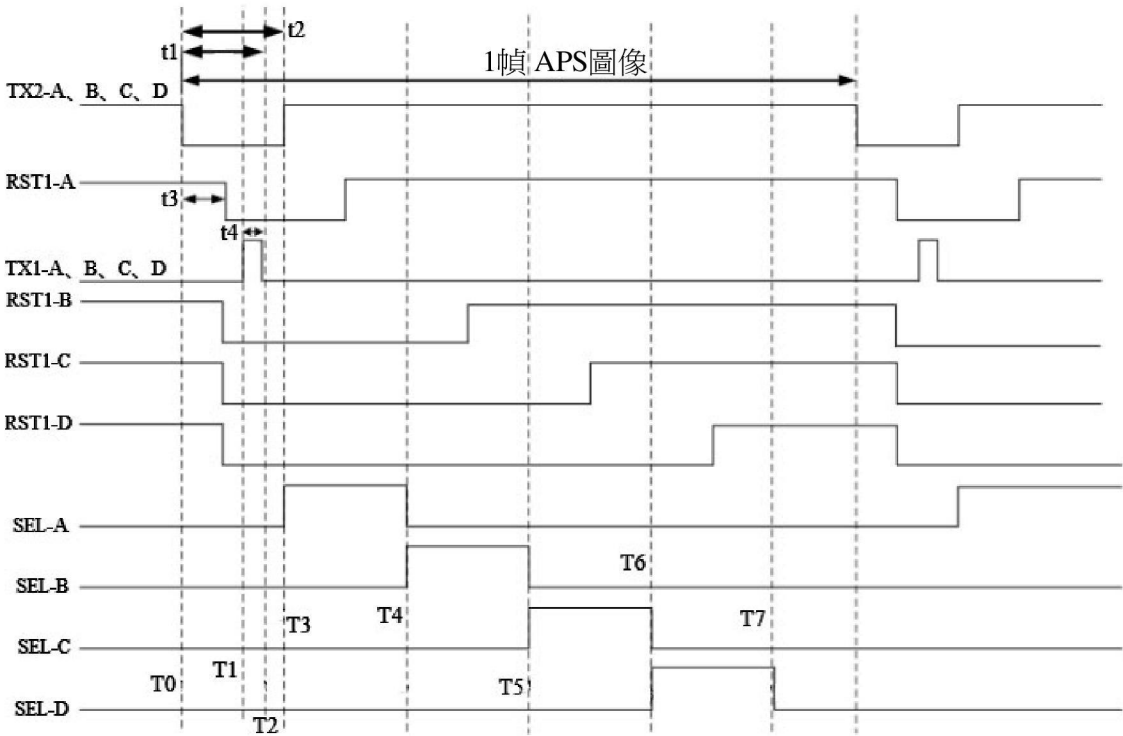 t2
t1
1幀 APS圖像
TX2-A、B、C、D
RST1-A
t3
t4
TX1-A、B、C、D
RST1-B
RST1-C
RST1-D
SEL-A
T6
SEL-B
T4
T7
T3
SEL-C
T1
T0
T5
SEL-D
T2